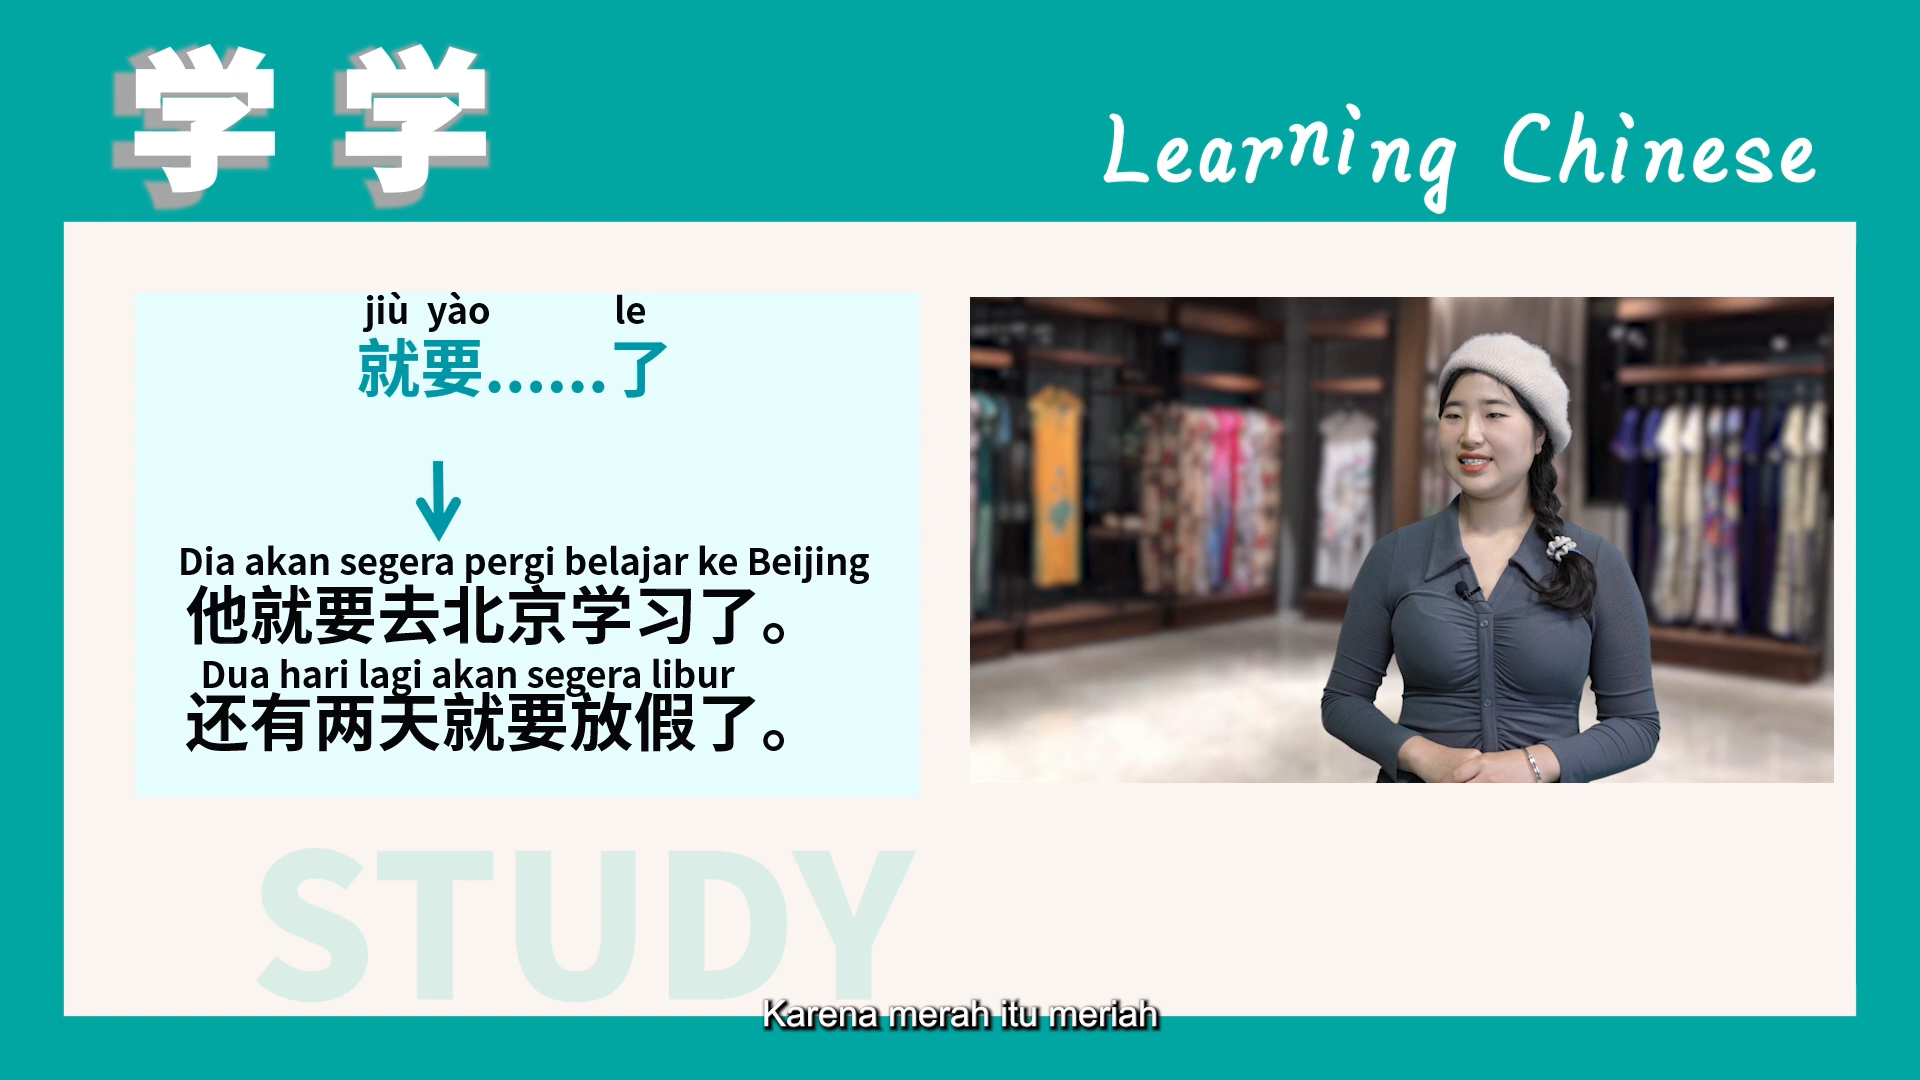 学学
Learning Chinese
jiù yào le
就要......了
Dia akan segera pergi belajar ke Beijing
他就要去北京学习了。
Dua hari lagi akan segera libur
还有两天就要放假了。
STUDY
Karena merah itu meriah